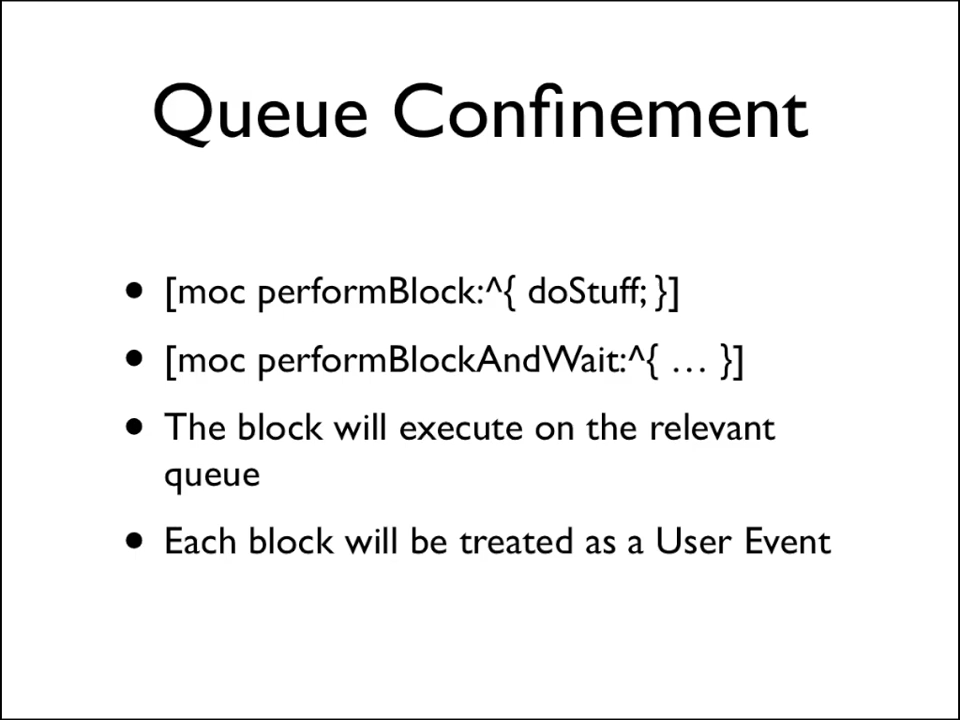 Queue Confinement
• [moc performBlock:^{ doStuff; }]
• [moc performBlockAndWait:^{ … }]
• The block will execute on the relevant
queue
• Each block will be treated as a User Event